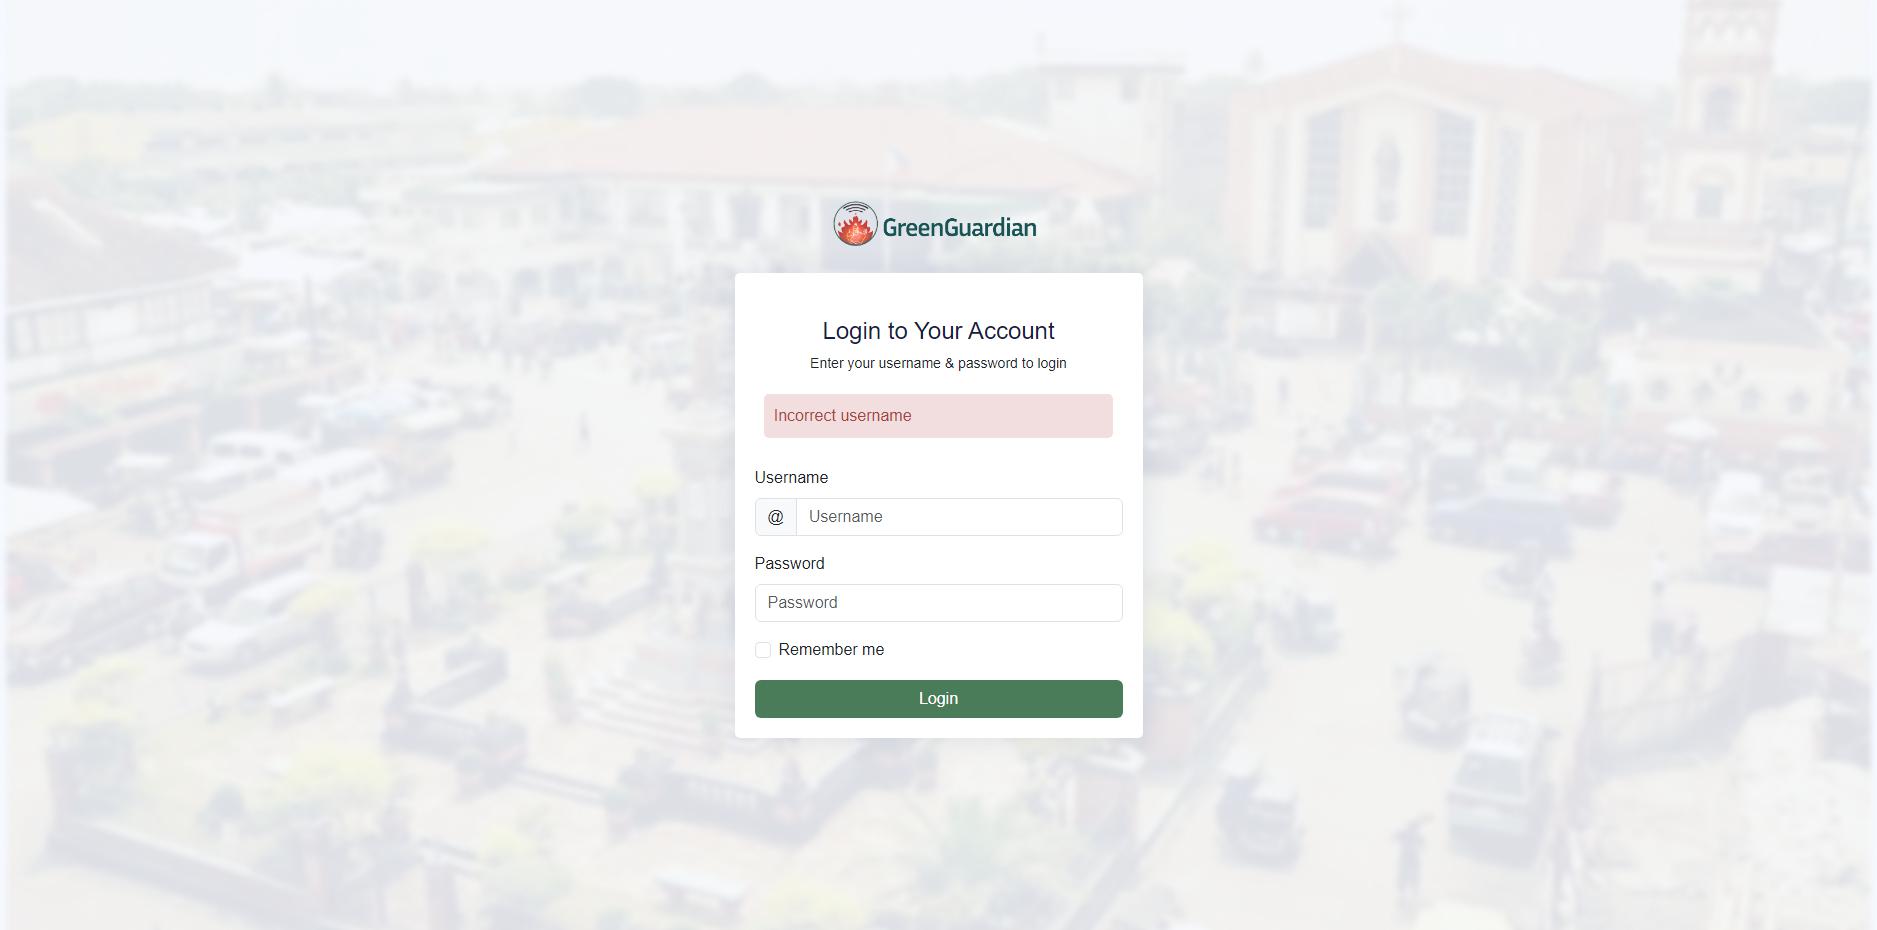 GreenGuardian
Login to Your Account
Enter your username & password to login
Incorrect username
Username
@ Username
Password
Password
Remember me
Login